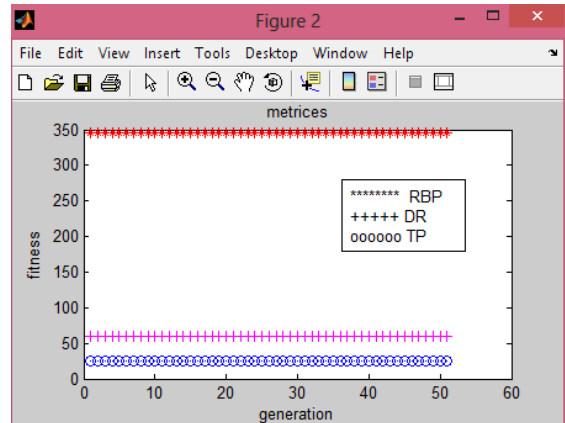 Figure 2
File Edit View Insert Tools Desktop Window Help
metrices
350
300
250
200
150
100
50
0
fitness
******** RBP
+++++ DR
oooooo TP
0 10 20 30 40 50 60
generation